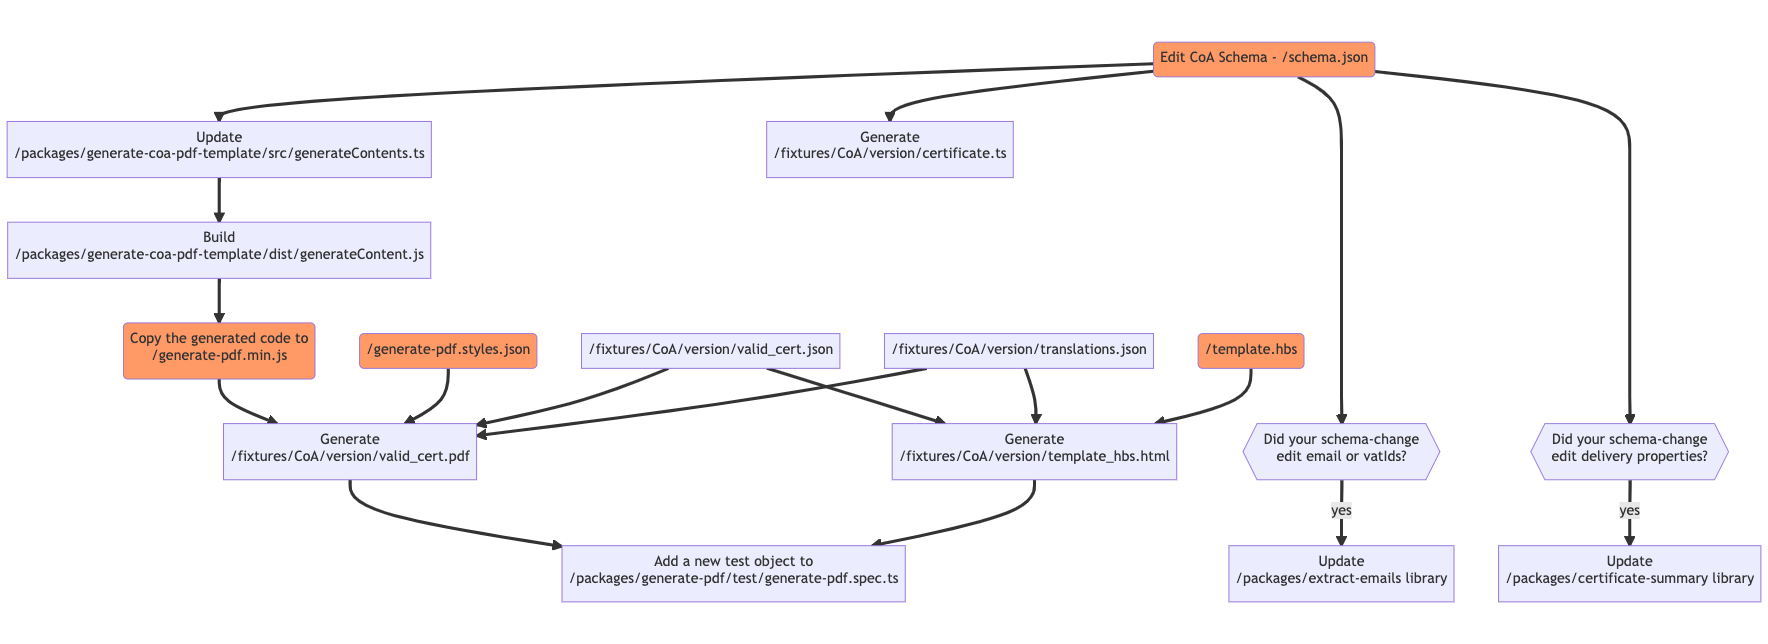 Edit CoA Schema - /schema.json
Update
/packages/generate-coa-pdf-template/src/generateContents.ts
Generate
/fixtures/CoA/version/certificate.ts
Build
/packages/generate-coa-pdf-template/dist/generateContent.js
Copy the generated code to
/generate-pdf.min.js
/generate-pdf.styles.json
/fixtures/CoA/version/valid_cert.json
/fixtures/CoA/version/translations.json
/template.hbs
Generate
/fixtures/CoA/version/valid_cert.pdf
Generate
/fixtures/CoA/version/template_hbs.html
Did your schema-change
edit email or vatIds?
Did your schema-change
edit delivery properties?
yes
yes
Add a new test object to
/packages/generate-pdf/test/generate-pdf.spec.ts
Update
/packages/extract-emails library
Update
/packages/certificate-summary library